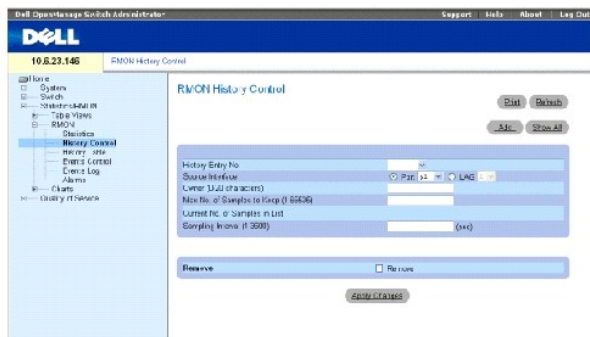 Dell OpenManage Switch Administrator
Support Help About Log Out
DELL
10.6.23.146
RMON History Control
Home
System
Switch
Statistics/RMON
Table Views
RMON
Statistics
History Control
History Table
Events Control
Events Log
Alarms
Charts
Quality of Service
RMON History Control
Print Refresh
Add Show All
History Entry No.
Source Interface Port LAG
Owner (0-20 characters)
Max No. of Samples to Keep (1-65535)
Current No. of Samples in List
Sampling Interval (1-3600) (sec)
Remove Remove
Apply Changes